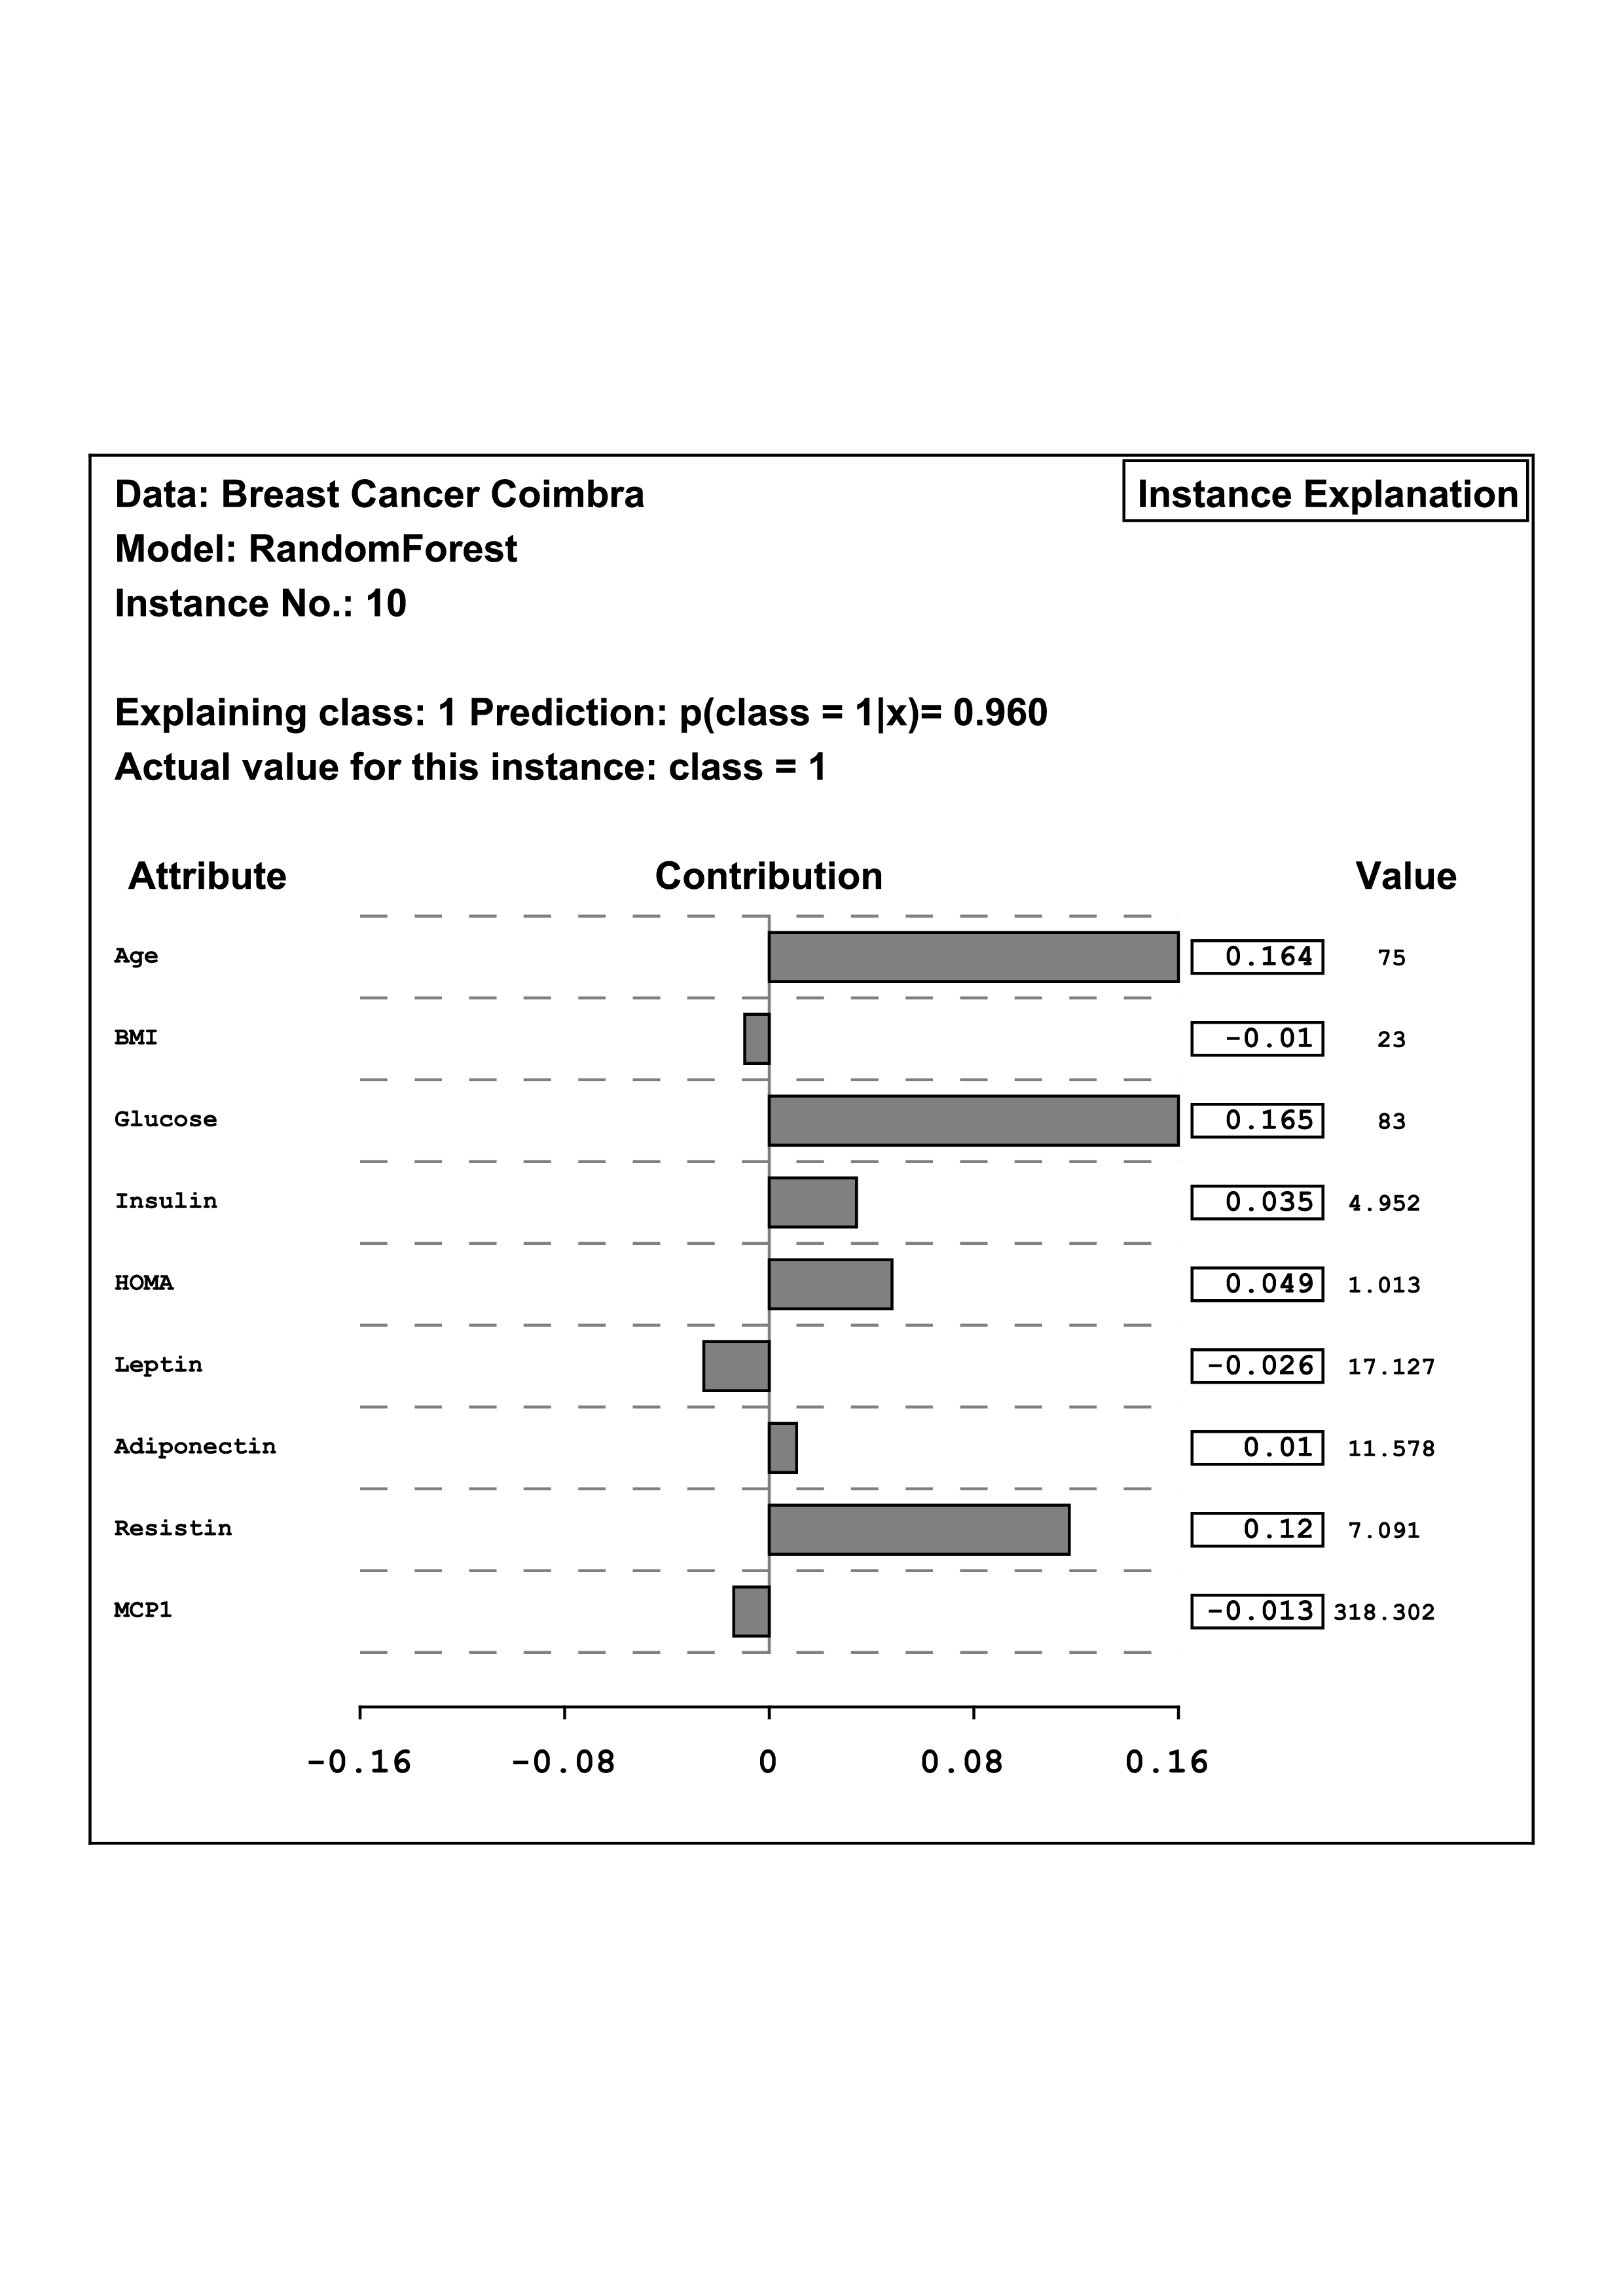 Data: Breast Cancer Coimbra
Instance Explanation
Model: RandomForest
Instance No.: 10
Explaining class: 1 Prediction: p(class = 1|x)= 0.960
Actual value for this instance: class = 1
Attribute Contribution Value
Age 0.164 75
BMI -0.01 23
Glucose 0.165 83
Insulin 0.035 4.952
HOMA 0.049 1.013
Leptin -0.026 17.127
Adiponectin 0.01 11.578
Resistin 0.12 7.091
MCP1 -0.013 318.302
-0.16 -0.08 0 0.08 0.16